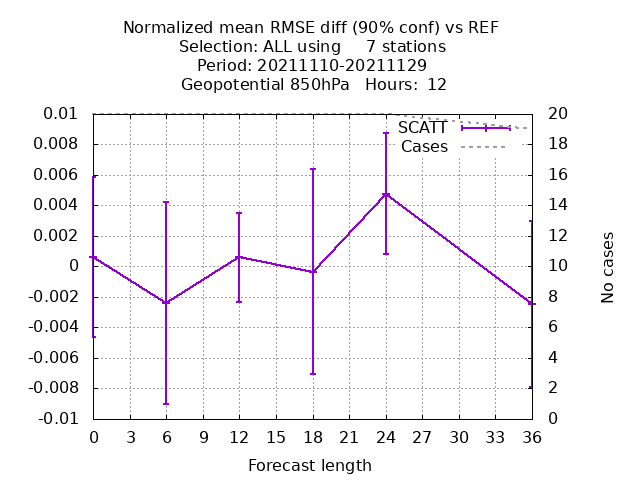 Normalized mean RMSE diff (90% conf) vs REF
Selection: ALL using     7 stations
Period: 20211110-20211129
Geopotential 850hPa   Hours:  12
0.01
0.008
0.006
0.004
0.002
0
-0.002
-0.004
-0.006
-0.008
-0.01
SCATT
Cases
20
18
16
14
12
10
8
6
4
2
0
No cases
0 3 6 9 12 15 18 21 24 27 30 33 36
Forecast length